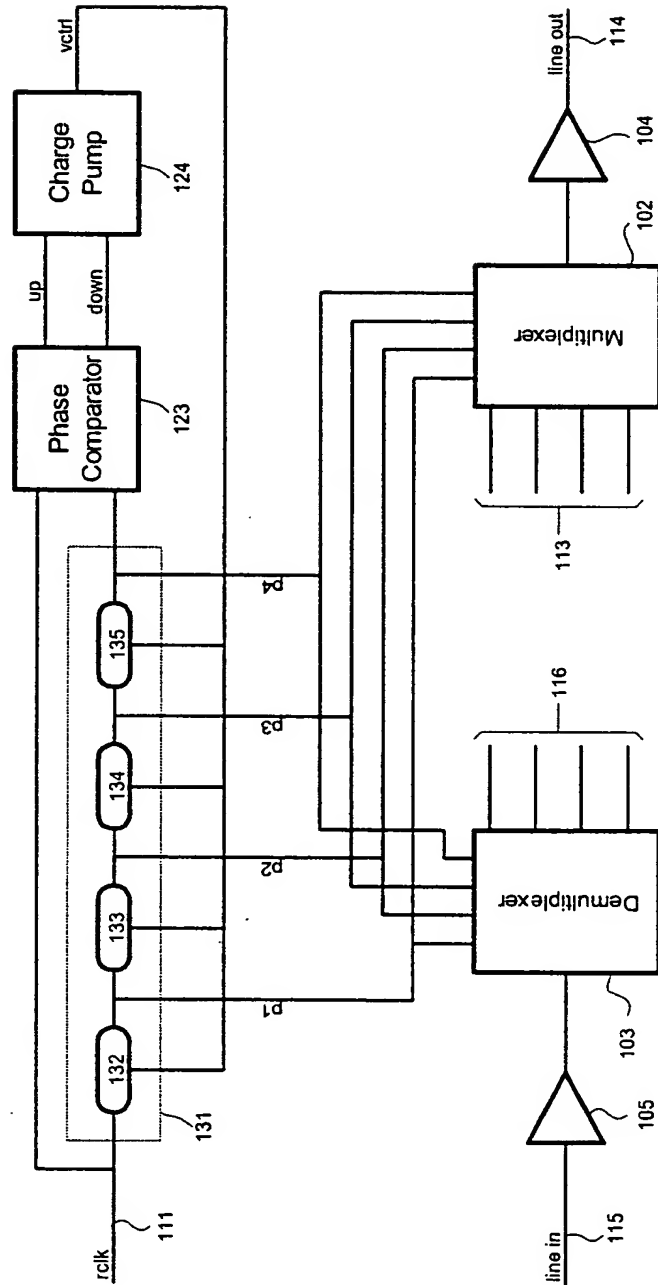 rclk
111
132
133
134
135
131
Phase
Comparator
123
up
down
Charge
Pump
124
vctrl
p1
p2
p3
p4
line in
115
105
Demultiplexer
103
116
113
Multiplexer
102
104
line out
114